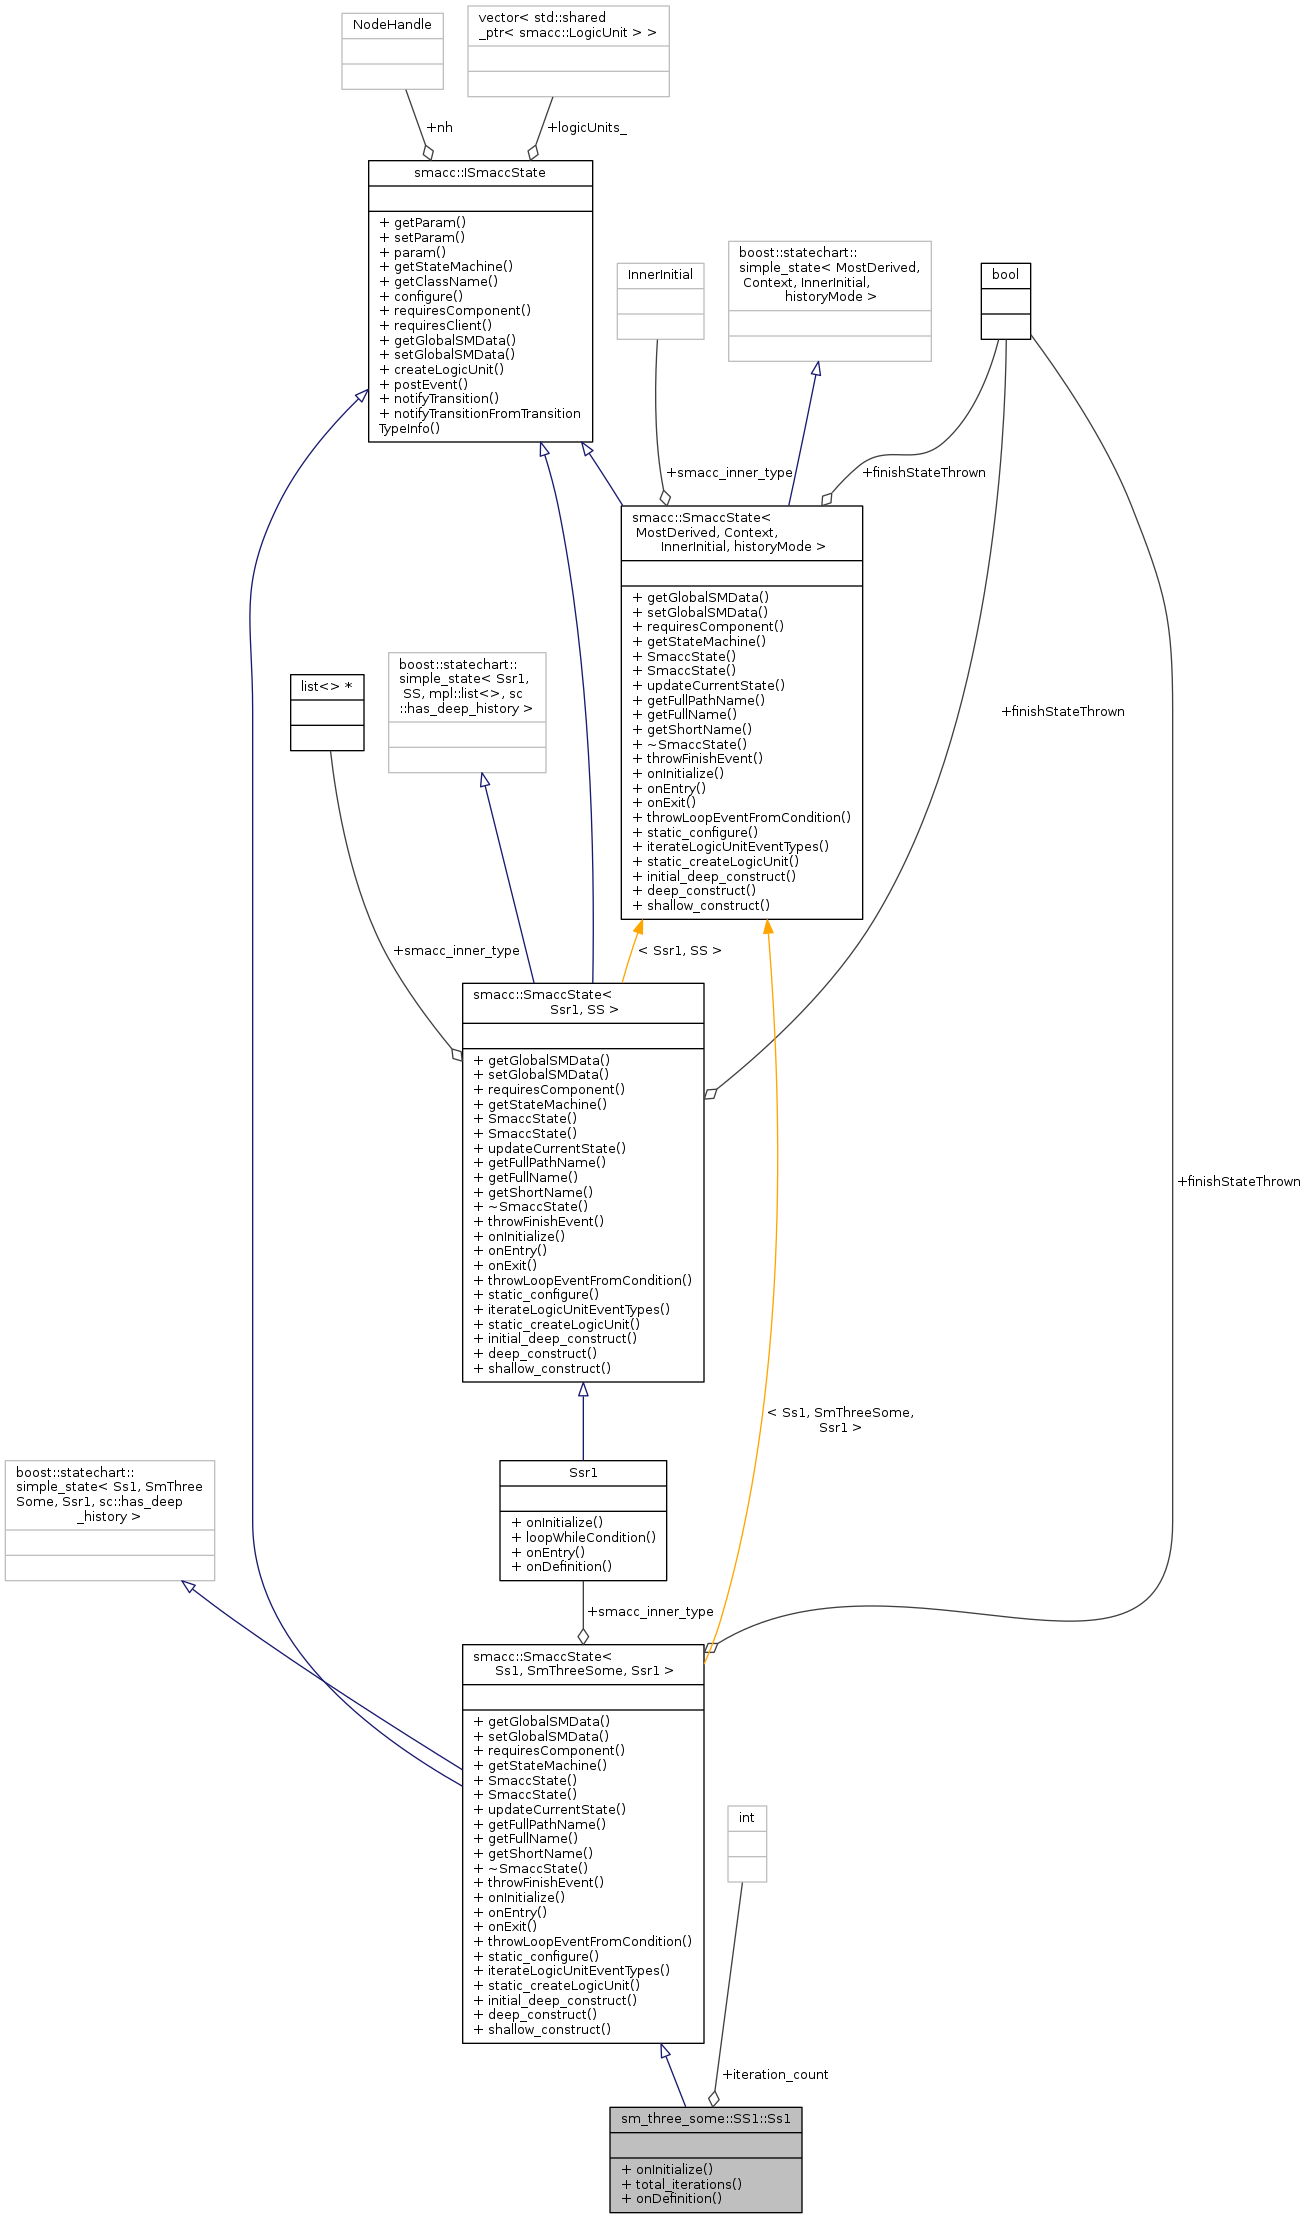 NodeHandle
vector< std::shared
_ptr< smacc::LogicUnit > >
+nh
+logicUnits_
smacc::ISmaccState
+ getParam()
+ setParam()
+ param()
+ getStateMachine()
+ getClassName()
+ configure()
+ requiresComponent()
+ requiresClient()
+ getGlobalSMData()
+ setGlobalSMData()
+ createLogicUnit()
+ postEvent()
+ notifyTransition()
+ notifyTransitionFromTransition
TypeInfo()
InnerInitial
boost::statechart::
simple_state< MostDerived,
Context, InnerInitial,
historyMode >
bool
+smacc_inner_type
+finishStateThrown
smacc::SmaccState<
MostDerived, Context,
InnerInitial, historyMode >
+ getGlobalSMData()
+ setGlobalSMData()
+ requiresComponent()
+ getStateMachine()
+ SmaccState()
+ SmaccState()
+ updateCurrentState()
+ getFullPathName()
+ getFullName()
+ getShortName()
+ ~SmaccState()
+ throwFinishEvent()
+ onInitialize()
+ onEntry()
+ onExit()
+ throwLoopEventFromCondition()
+ static_configure()
+ iterateLogicUnitEventTypes()
+ static_createLogicUnit()
+ initial_deep_construct()
+ deep_construct()
+ shallow_construct()
list<> *
boost::statechart::
simple_state< Ssr1,
SS, mpl::list<>, sc
::has_deep_history >
+finishStateThrown
+smacc_inner_type
< Ssr1, SS >
smacc::SmaccState<
Ssr1, SS >
+ getGlobalSMData()
+ setGlobalSMData()
+ requiresComponent()
+ getStateMachine()
+ SmaccState()
+ SmaccState()
+ updateCurrentState()
+ getFullPathName()
+ getFullName()
+ getShortName()
+ ~SmaccState()
+ throwFinishEvent()
+ onInitialize()
+ onEntry()
+ onExit()
+ throwLoopEventFromCondition()
+ static_configure()
+ iterateLogicUnitEventTypes()
+ static_createLogicUnit()
+ initial_deep_construct()
+ deep_construct()
+ shallow_construct()
+finishStateThrown
< Ss1, SmThreeSome,
Ssr1 >
boost::statechart::
simple_state< Ss1, SmThree
Some, Ssr1, sc::has_deep
_history >
Ssr1
+ onInitialize()
+ loopWhileCondition()
+ onEntry()
+ onDefinition()
+smacc_inner_type
smacc::SmaccState<
Ss1, SmThreeSome, Ssr1 >
+ getGlobalSMData()
+ setGlobalSMData()
+ requiresComponent()
+ getStateMachine()
+ SmaccState()
+ SmaccState()
+ updateCurrentState()
+ getFullPathName()
+ getFullName()
+ getShortName()
+ ~SmaccState()
+ throwFinishEvent()
+ onInitialize()
+ onEntry()
+ onExit()
+ throwLoopEventFromCondition()
+ static_configure()
+ iterateLogicUnitEventTypes()
+ static_createLogicUnit()
+ initial_deep_construct()
+ deep_construct()
+ shallow_construct()
int
+iteration_count
sm_three_some::SS1::Ss1
+ onInitialize()
+ total_iterations()
+ onDefinition()